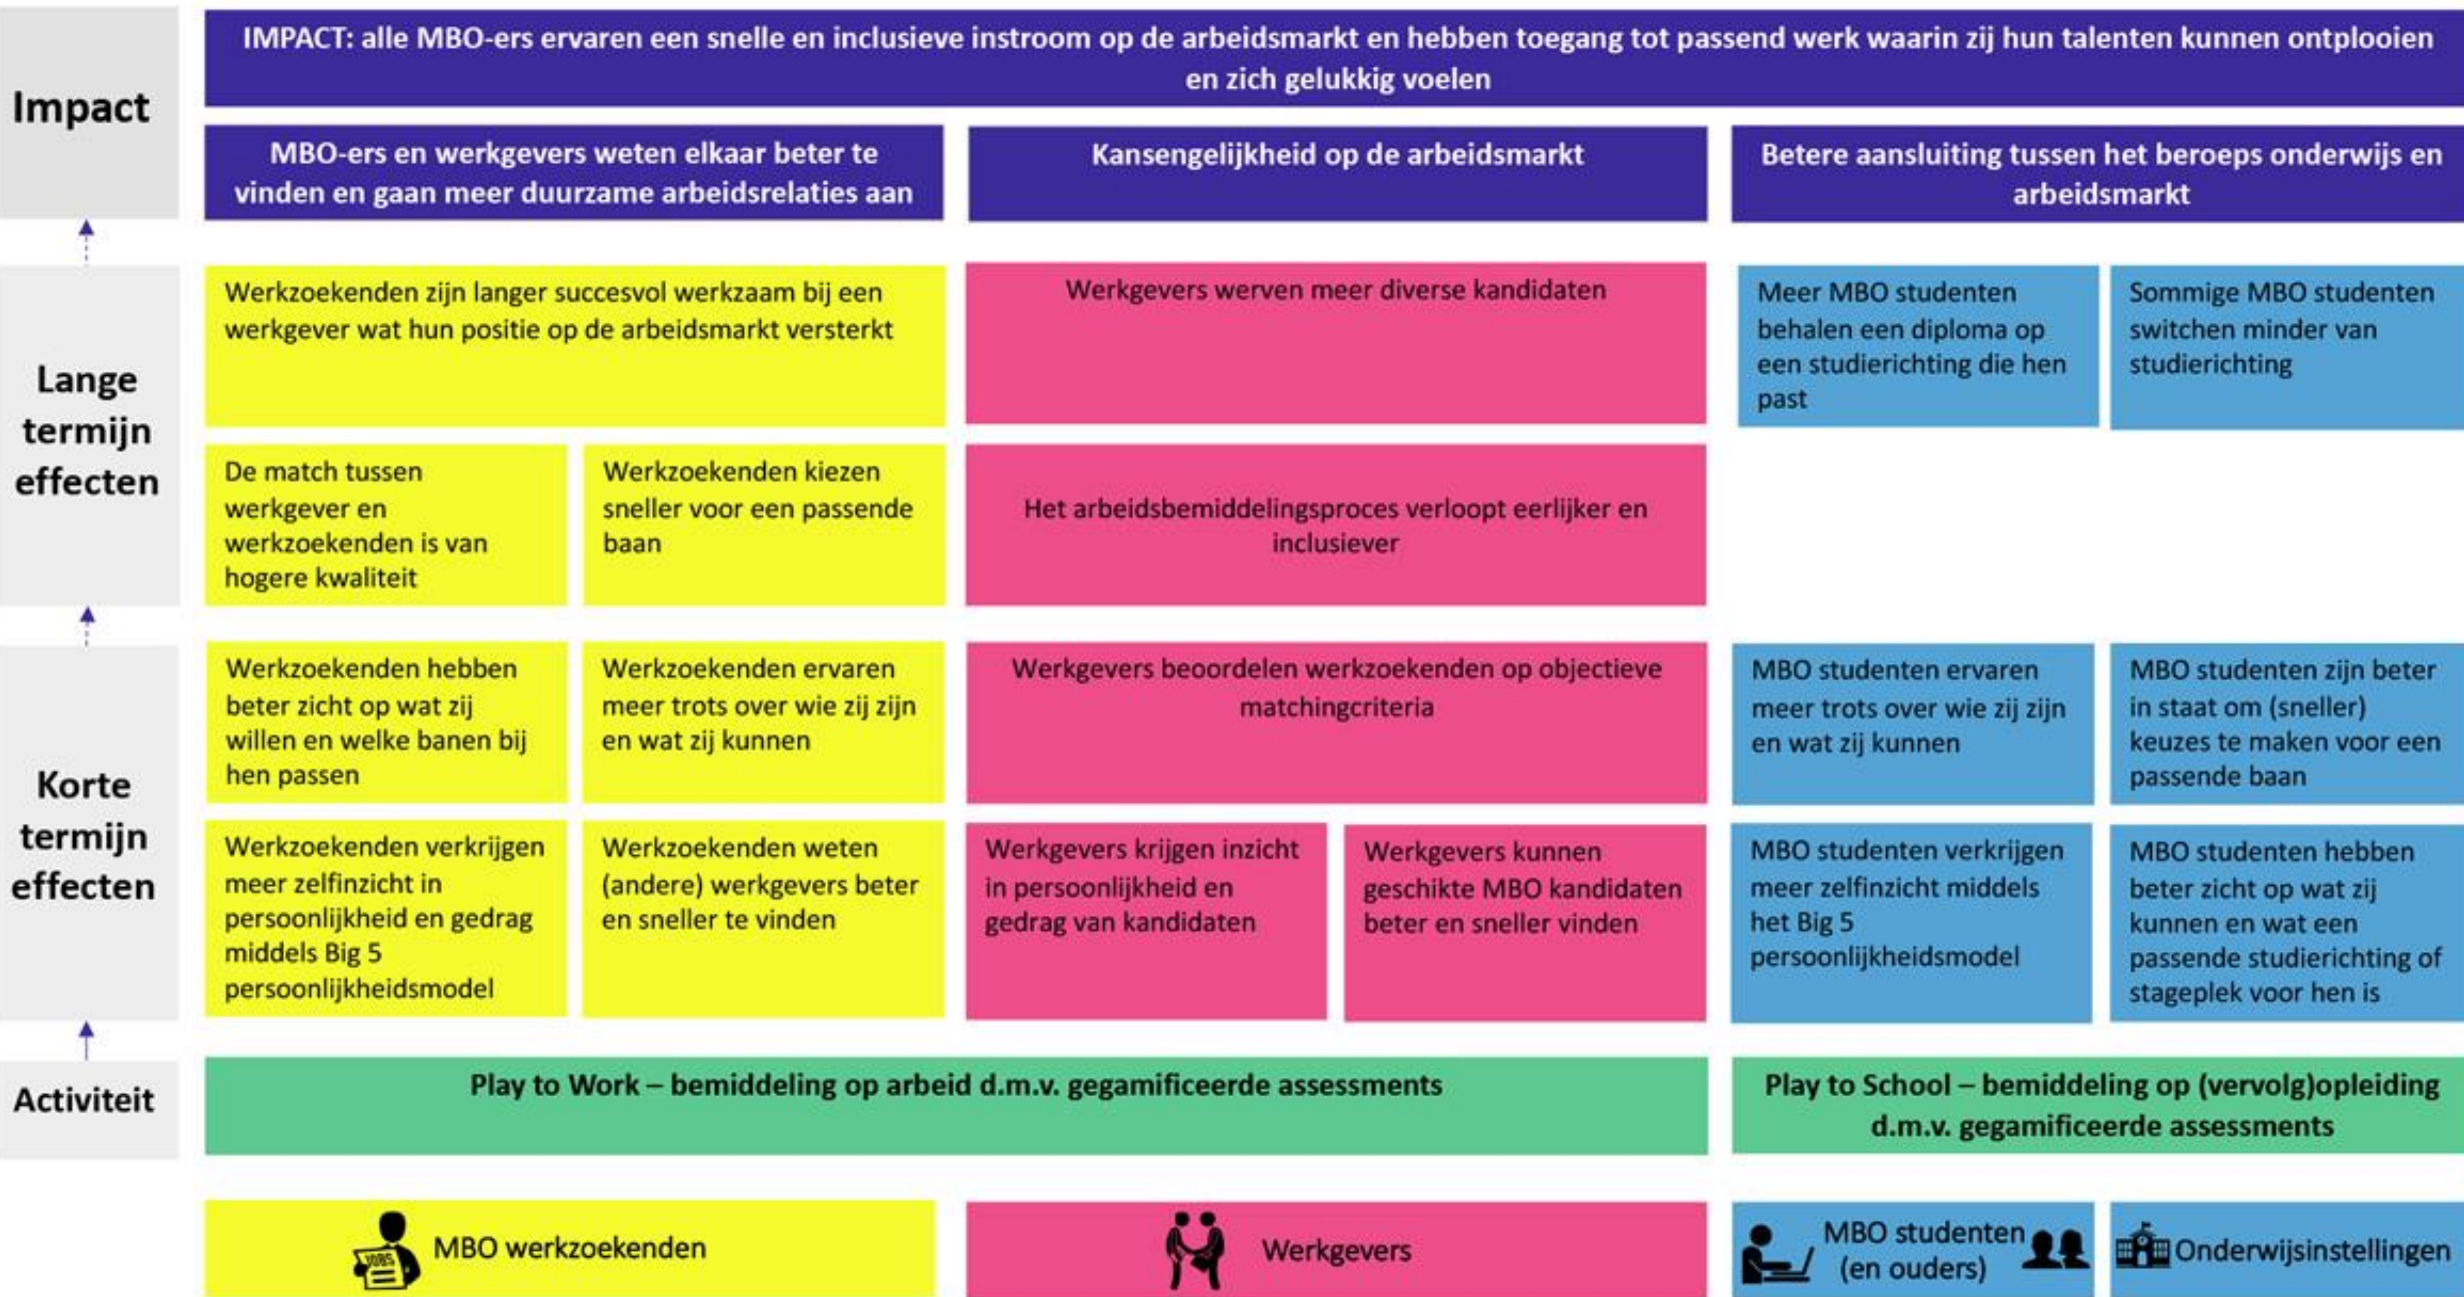 Impact
IMPACT: alle MBO-ers ervaren een snelle en inclusieve instroom op de arbeidsmarkt en hebben toegang tot passend werk waarin zij hun talenten kunnen ontplooien
en zich gelukkig voelen
MBO-ers en werkgevers weten elkaar beter te
vinden en gaan meer duurzame arbeidsrelaties aan
Kansengelijkheid op de arbeidsmarkt
Betere aansluiting tussen het beroeps onderwijs en
arbeidsmarkt
Lange
termijn
effecten
Werkzoekenden zijn langer succesvol werkzaam bij een
werkgever wat hun positie op de arbeidsmarkt versterkt
Werkgevers werven meer diverse kandidaten
Meer MBO studenten
behalen een diploma op
een studierichting die hen
past
Sommige MBO studenten
switchen minder van
studierichting
De match tussen
werkgever en
werkzoekenden is van
hogere kwaliteit
Werkzoekenden kiezen
sneller voor een passende
baan
Het arbeidsbemiddelingsproces verloopt eerlijker en
inclusiever
Korte
termijn
effecten
Werkzoekenden hebben
beter zicht op wat zij
willen en welke banen bij
hen passen
Werkzoekenden ervaren
meer trots over wie zij zijn
en wat zij kunnen
Werkgevers beoordelen werkzoekenden op objectieve
matchingcriteria
MBO studenten ervaren
meer trots over wie zij zijn
en wat zij kunnen
MBO studenten zijn beter
in staat om (sneller)
keuzes te maken voor een
passende baan
Werkzoekenden verkrijgen
meer zelfinzicht in
persoonlijkheid en gedrag
middels Big 5
persoonlijkheidsmodel
Werkzoekenden weten
(andere) werkgevers beter
en sneller te vinden
Werkgevers krijgen inzicht
in persoonlijkheid en
gedrag van kandidaten
Werkgevers kunnen
geschikte MBO kandidaten
beter en sneller vinden
MBO studenten verkrijgen
meer zelfinzicht middels
het Big 5
persoonlijkheidsmodel
MBO studenten hebben
beter zicht op wat zij
kunnen en wat een
passende studierichting of
stageplek voor hen is
Activiteit
Play to Work – bemiddeling op arbeid d.m.v. gegamificeerde assessments
Play to School – bemiddeling op (vervolg)opleiding
d.m.v. gegamificeerde assessments
JOBS
MBO werkzoekenden
Werkgevers
MBO studenten
(en ouders)
Onderwijsinstellingen